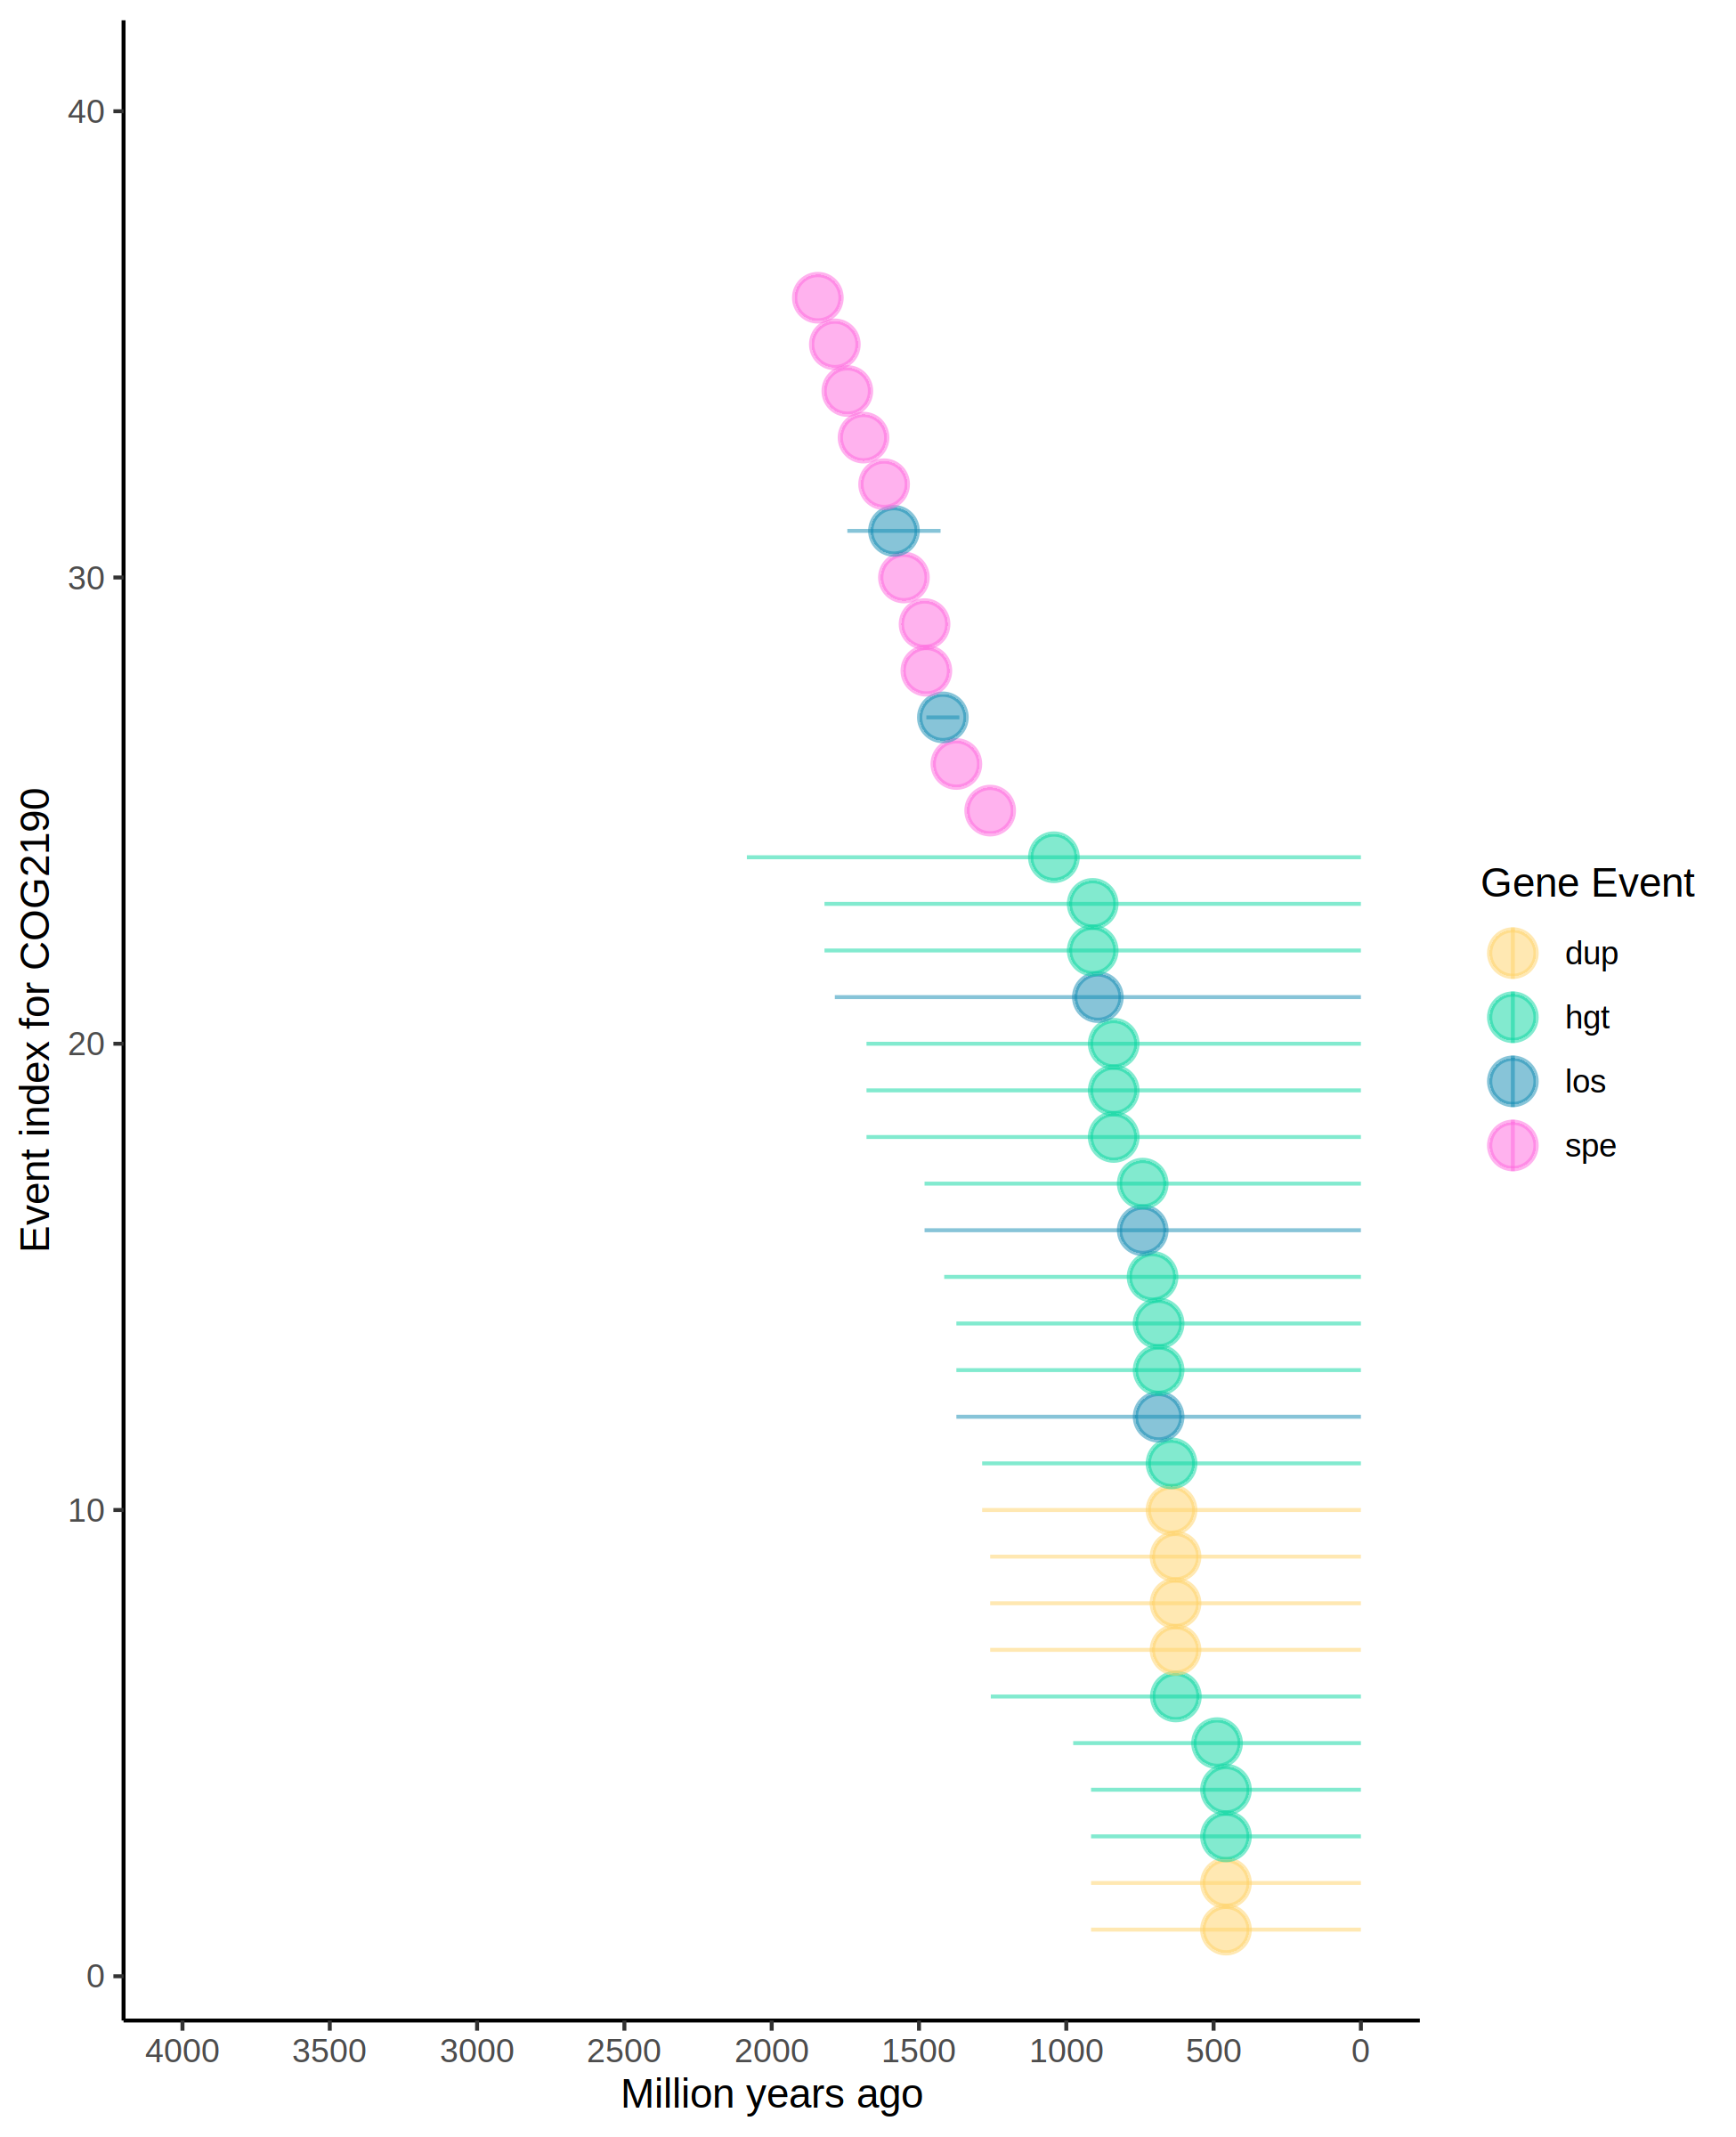 40
30
20
10
0
Event index for COG2190
4000 3500 3000 2500 2000 1500 1000 500 0
Million years ago
Gene Event
dup
hgt
los
spe